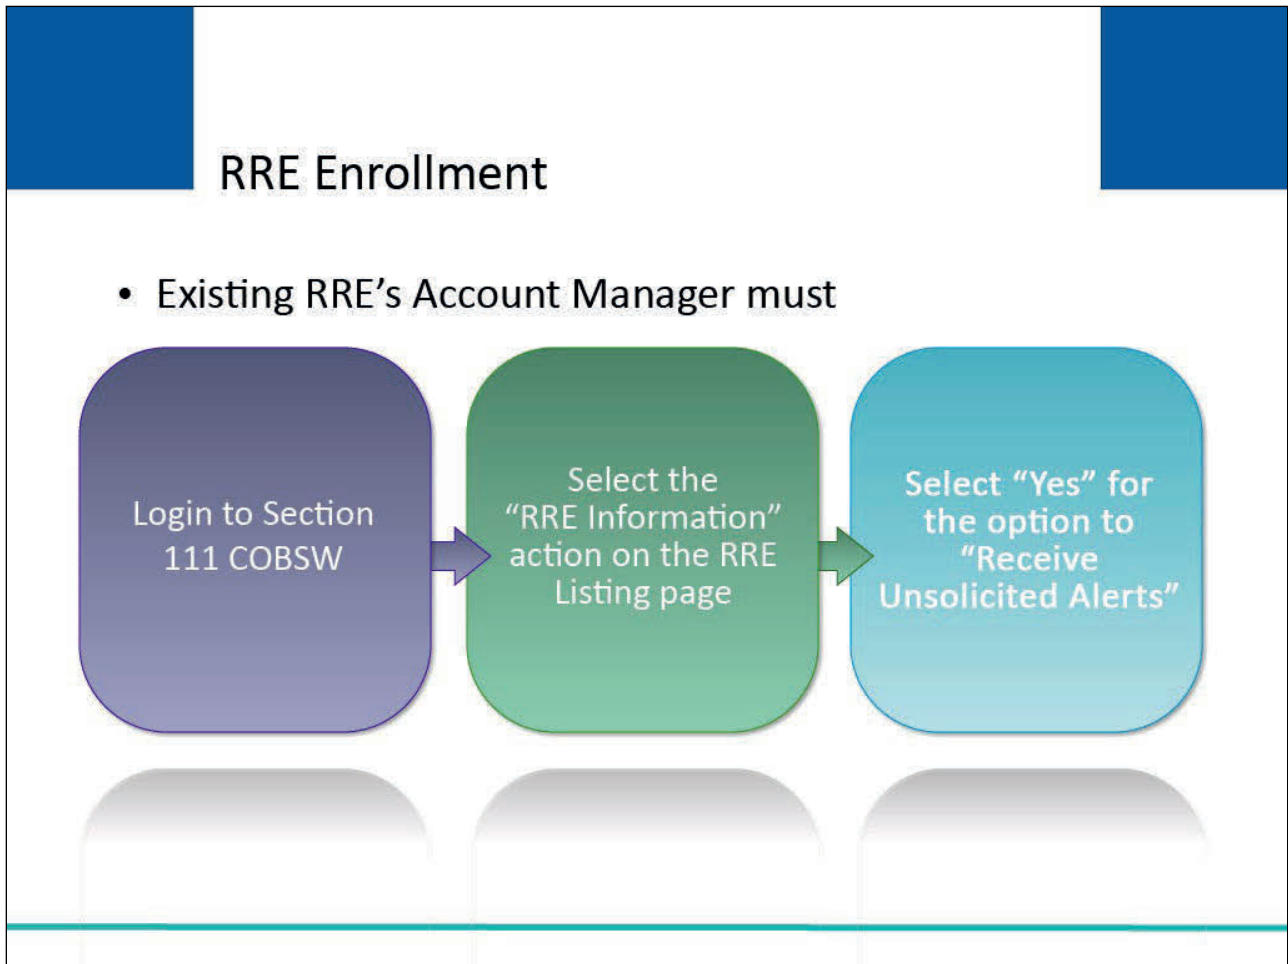 RRE Enrollment
• Existing RRE’s Account Manager must
Login to Section
111 COBSW
Select the
“RRE Information”
action on the RRE
Listing page
Select “Yes” for
the option to
“Receive
Unsolicited Alerts”